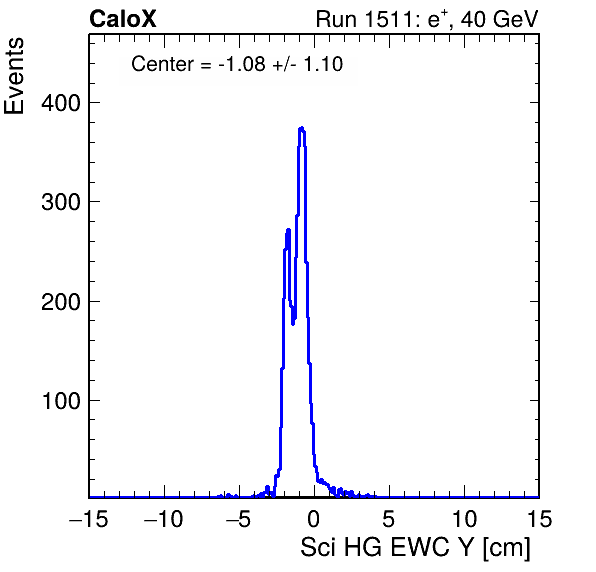 CaloX Run 1511: e⁺, 40 GeV
Center = -1.08 +/- 1.10
Events
400
300
200
100
−15 −10 −5 0 5 10 15
Sci HG EWC Y [cm]